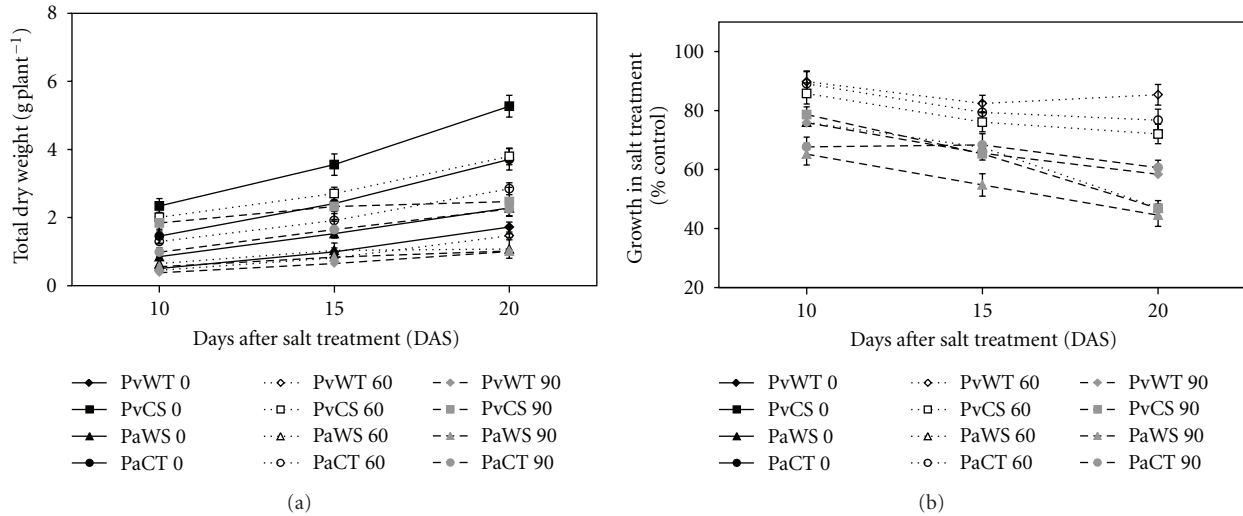 8
6
4
2
0
Total dry weight (g plant⁻¹)
10 15 20
Days after salt treatment (DAS)
PvWT 0 PvWT 60 PvWT 90
PvCS 0 PvCS 60 PvCS 90
PaWS 0 PaWS 60 PaWS 90
PaCT 0 PaCT 60 PaCT 90
(a)
100
80
60
40
20
Growth in salt treatment
(% control)
10 15 20
Days after salt treatment (DAS)
PvWT 0 PvWT 60 PvWT 90
PvCS 0 PvCS 60 PvCS 90
PaWS 0 PaWS 60 PaWS 90
PaCT 0 PaCT 60 PaCT 90
(b)